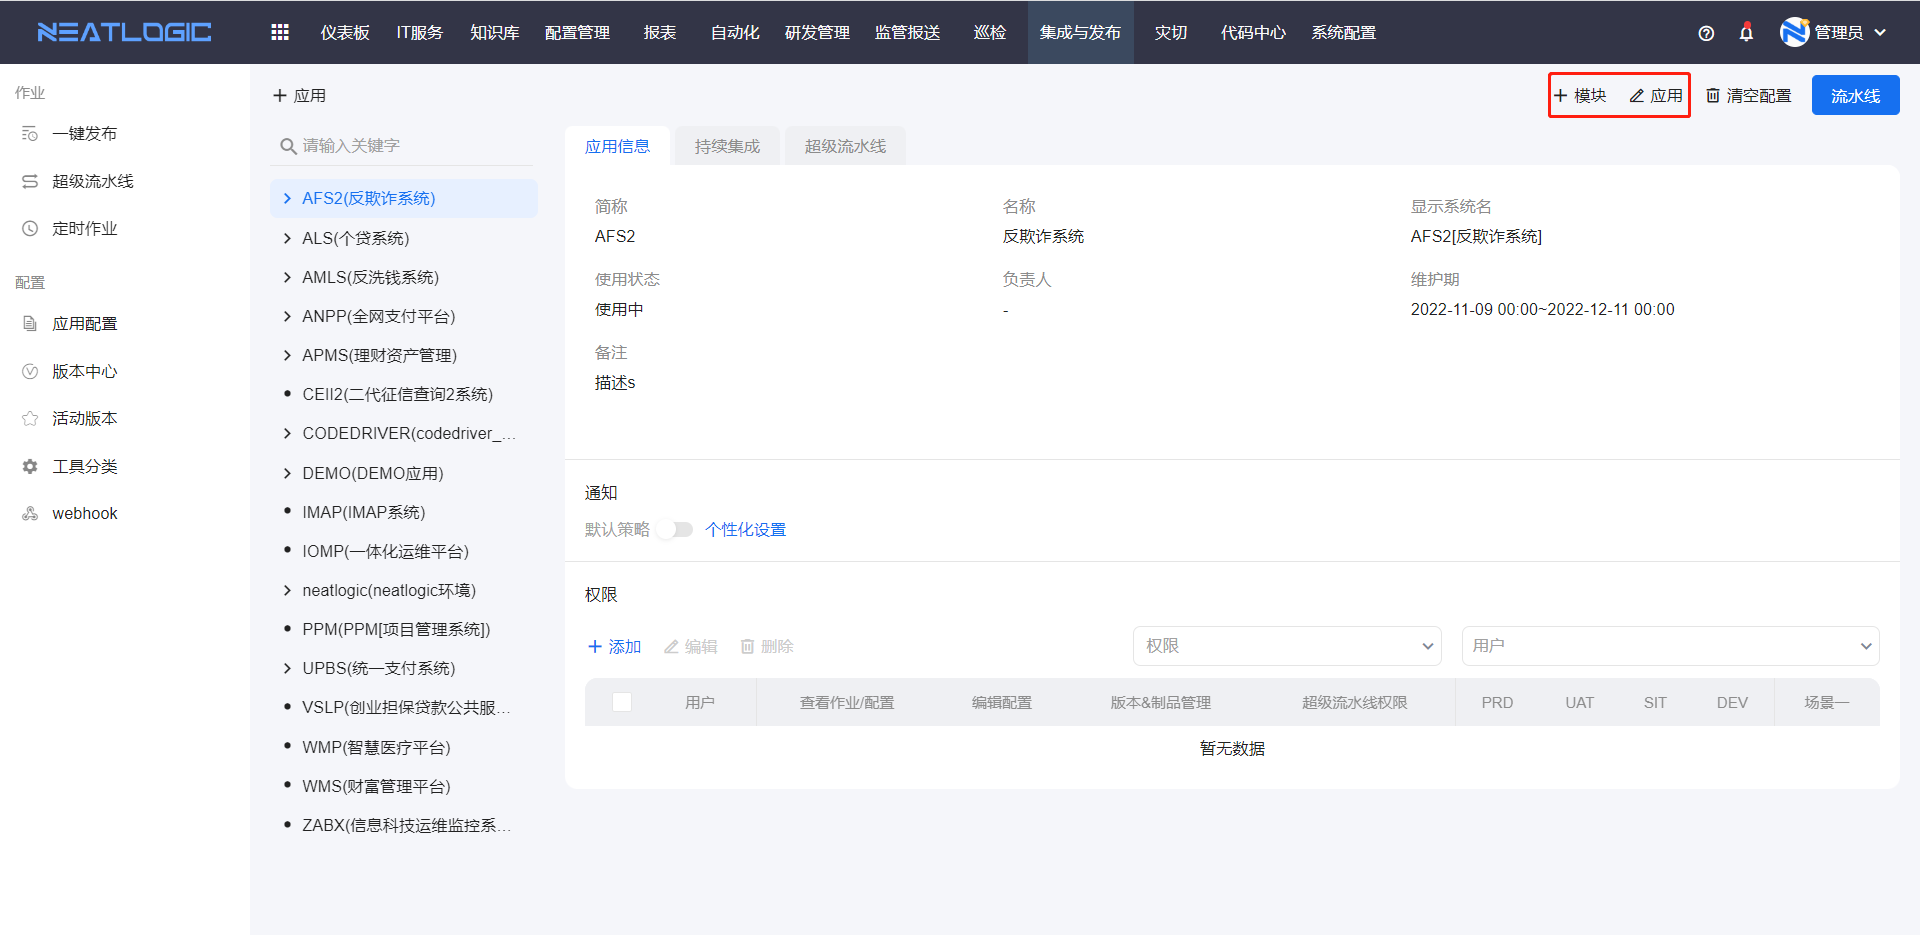 NEATLOGIC
仪表板 IT服务 知识库 配置管理 报表 自动化 研发管理 监管报送 巡检 集成与发布 灾切 代码中心 系统配置 管理员
作业
一键发布
超级流水线
定时作业
配置
应用配置
版本中心
活动版本
工具分类
webhook
应用
请输入关键字
AFS2(反欺诈系统)
ALS(个贷系统)
AMLS(反洗钱系统)
ANPP(全网支付平台)
APMS(理财资产管理)
CEII2(二代征信查询2系统)
CODEDRIVER(codedriver_...
DEMO(DEMO应用)
IMAP(IMAP系统)
IOMP(一体化运维平台)
neatlogic(neatlogic环境)
PPM(PPM[项目管理系统])
UPBS(统一支付系统)
VSLP(创业担保贷款公共服...
WMP(智慧医疗平台)
WMS(财富管理平台)
ZABX(信息科技运维监控系...
模块 应用 清空配置 流水线
应用信息 持续集成 超级流水线
简称 名称 显示系统名
AFS2 反欺诈系统 AFS2[反欺诈系统]
使用状态 负责人 维护期
使用中 - 2022-11-09 00:00~2022-12-11 00:00
备注
描述s
通知
默认策略 个性化设置
权限
添加 编辑 删除 权限 用户
用户 查看作业/配置 编辑配置 版本&制品管理 超级流水线权限 PRD UAT SIT DEV 场景一
暂无数据